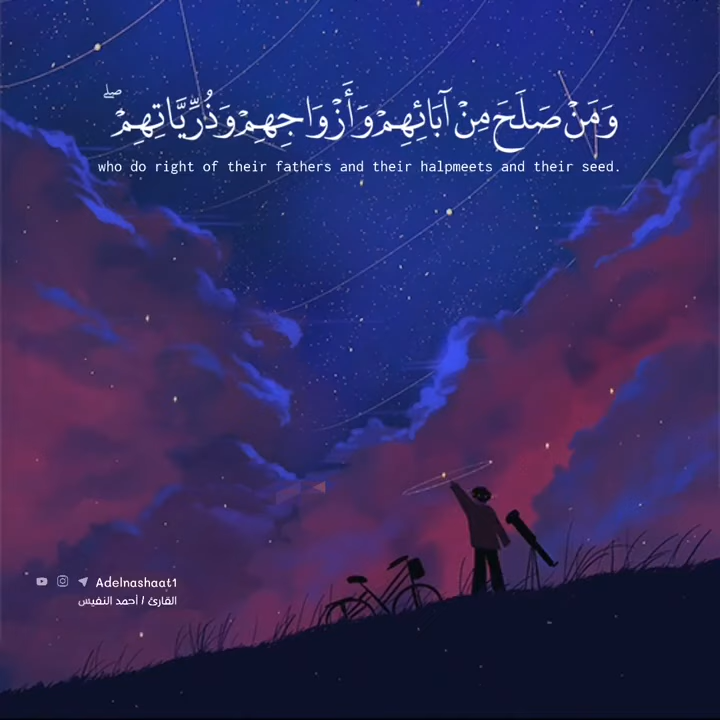 وَمَنْ صَلَحَ مِنْ آبَائِهِمْ وَأَزْوَاجِهِمْ وَذُرِّيَّاتِهِمْ ۖ
who do right of their fathers and their halpmeets and their seed.
Adelnashaat1
القارئ / أحمد النفيس